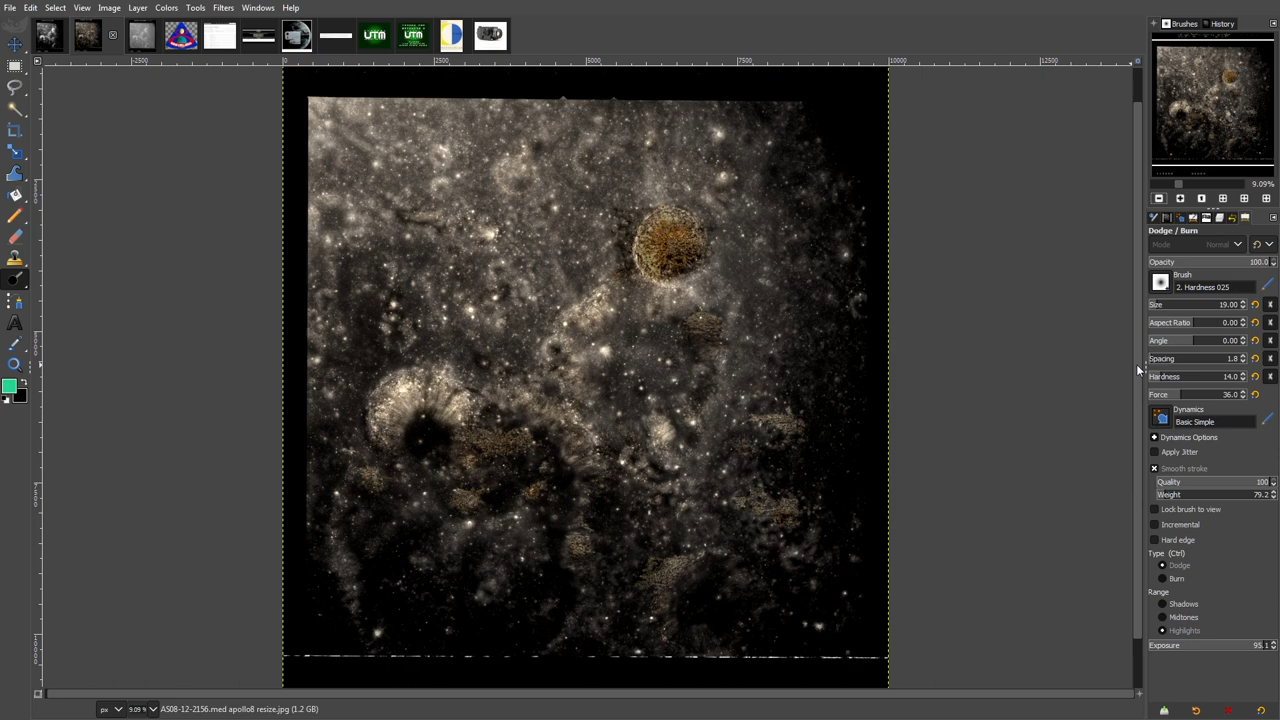 File Edit Select View Image Layer Colors Tools Filters Windows Help
UTM
UTM
Brushes History
-2500 0 2500 5000 7500 10000 12500
9.09%
Dodge / Burn
Mode Normal
Opacity 100.0
Brush
2. Hardness 025
Size 19.00
Aspect Ratio 0.00
Angle 0.00
Spacing 1.8
Hardness 14.0
Force 36.0
Dynamics
Basic Simple
Dynamics Options
Apply Jitter
Smooth stroke
Quality 100
Weight 79.2
Lock brush to view
Incremental
Hard edge
Type (Ctrl)
Dodge
Burn
Range
Shadows
Midtones
Highlights
Exposure 95.1
px 9.09 % AS08-12-2156.med apollo8 resize.jpg (1.2 GB)